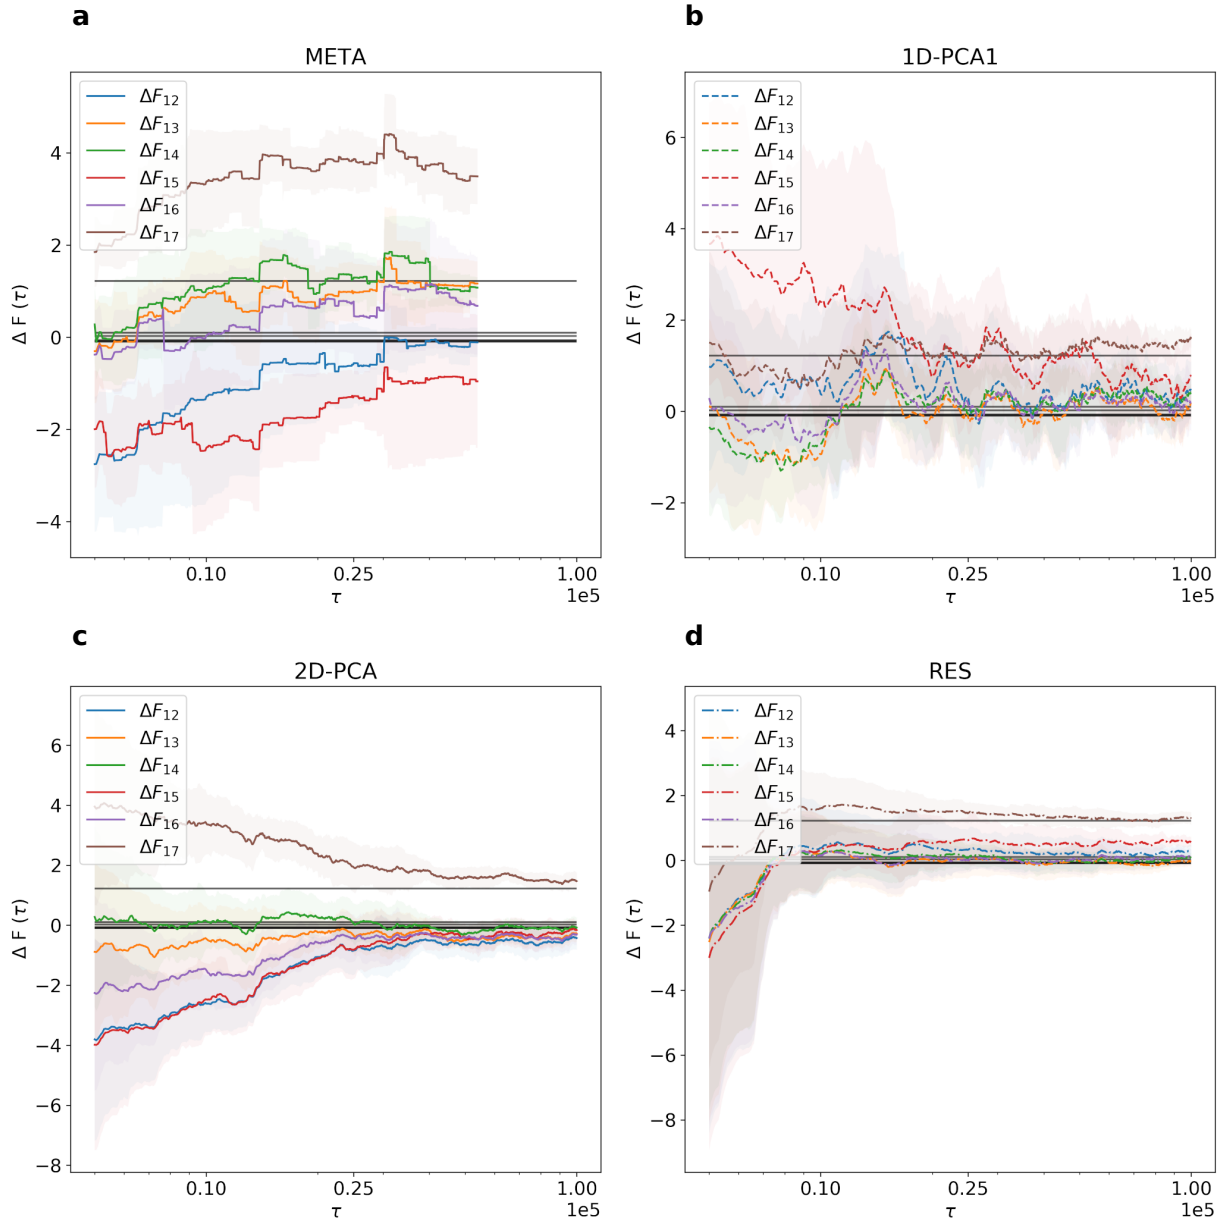 a
META
ΔF₁₂
ΔF₁₃
ΔF₁₄
ΔF₁₅
ΔF₁₆
ΔF₁₇
Δ F (τ)
4
2
0
−2
−4
0.10
0.25
1.00
τ
1e5
b
1D-PCA1
ΔF₁₂
ΔF₁₃
ΔF₁₄
ΔF₁₅
ΔF₁₆
ΔF₁₇
Δ F (τ)
6
4
2
0
−2
0.10
0.25
1.00
τ
1e5
c
2D-PCA
ΔF₁₂
ΔF₁₃
ΔF₁₄
ΔF₁₅
ΔF₁₆
ΔF₁₇
Δ F (τ)
6
4
2
0
−2
−4
−6
−8
0.10
0.25
1.00
τ
1e5
d
RES
ΔF₁₂
ΔF₁₃
ΔF₁₄
ΔF₁₅
ΔF₁₆
ΔF₁₇
Δ F (τ)
4
2
0
−2
−4
−6
−8
0.10
0.25
1.00
τ
1e5